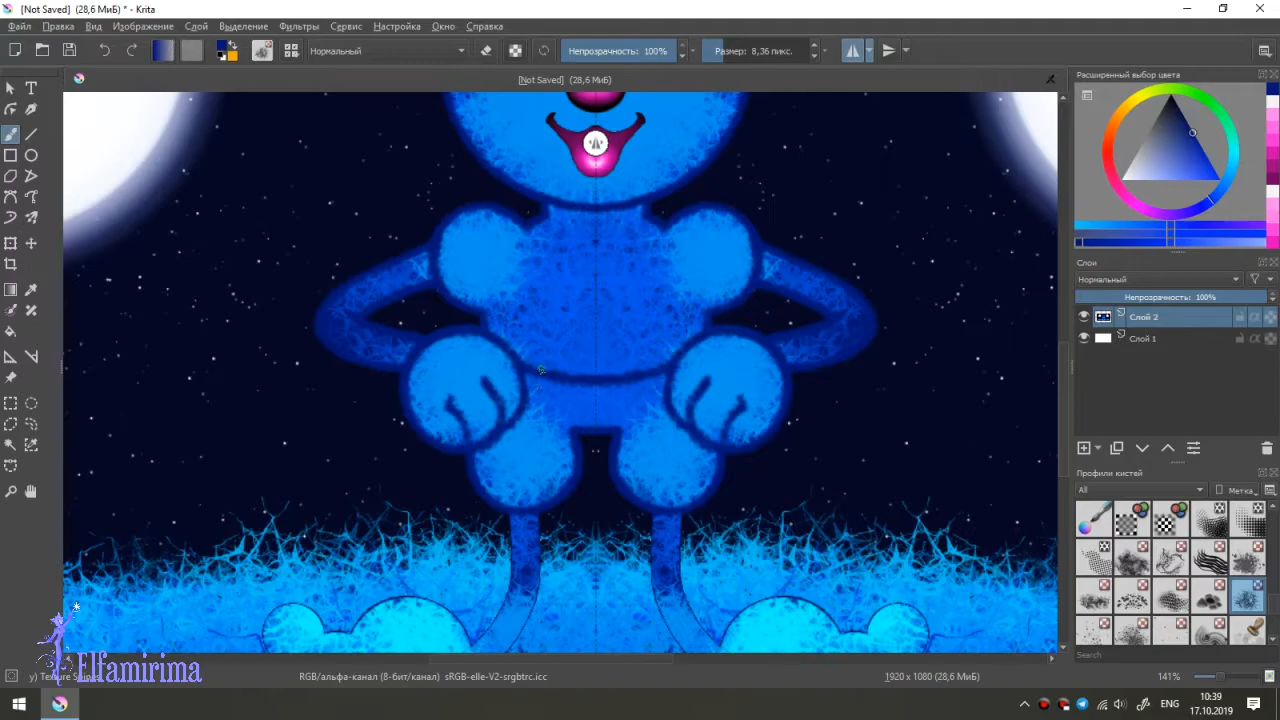 [Not Saved] (28,6 МиБ) * - Krita
Файл Правка Вид Изображение Слой Выделение Фильтры Сервис Настройка Окно Справка
Нормальный Непрозрачность: 100% Размер: 8,36 пикс.
[Not Saved] (28,6 МиБ)
Расширенный выбор цвета
Слои
Нормальный
Непрозрачность: 100%
Слой 2
Слой 1
Профили кистей
All Метка
Search
Elfamirima
RGB/альфа-канал (8-бит/канал) sRGB-elle-V2-srgbtrc.icc
1920 x 1080 (28,6 МиБ)
141%
ENG
10:39
17.10.2019